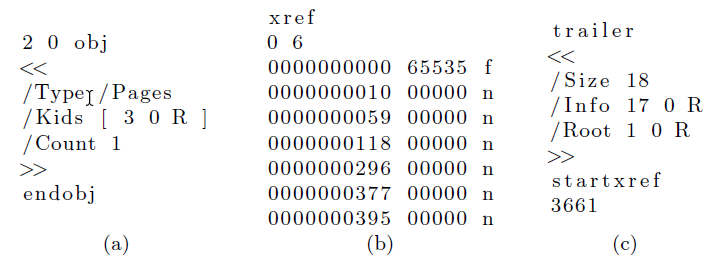 2 0 obj
<<
/Type /Pages
/Kids [ 3 0 R ]
/Count 1
>>
endobj
(a)
xref
0 6
0000000000 65535 f
0000000010 00000 n
0000000059 00000 n
0000000118 00000 n
0000000296 00000 n
0000000377 00000 n
0000000395 00000 n
(b)
trailer
<<
/Size 18
/Info 17 0 R
/Root 1 0 R
>>
startxref
3661
(c)